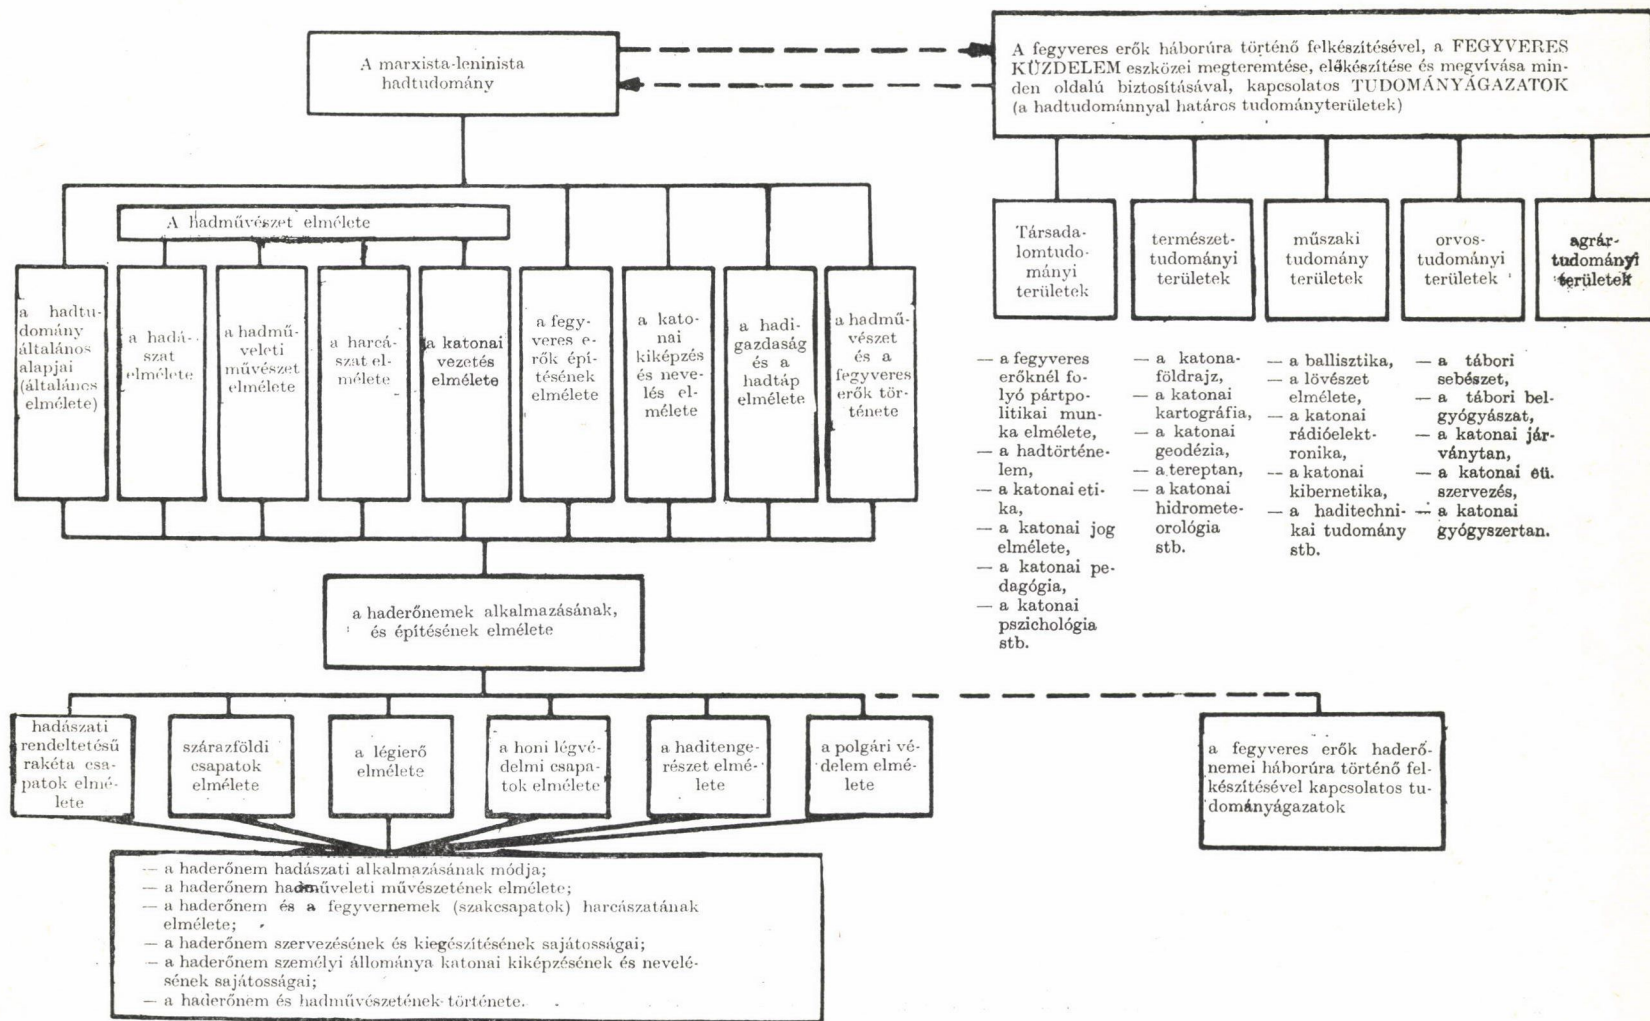 A marxista-leninista
hadtudomány
A fegyveres erők háborúra történő felkészítésével, a FEGYVERES
KÜZDELEM eszközei megteremtése, előkészítése és megvívása min-
den oldalú biztosításával, kapcsolatos TUDOMÁNYÁGAZATOK
(a hadtudománnyal határos tudományterületek)
A hadművészet elmélete
a hadtu-
domány
általános
alapjai
(általános
elmélete)
a hadá-
szat
elmélete
a hadmű-
veleti
művészet
elmélete
a harcá-
szat el-
mélete
a katonai
vezetés
elmélete
a fegy-
veres e-
rők épí-
tésének
elmélete
a kato-
nai
kiképzés
és neve-
lés el-
mélete
a hadi-
gazdaság
és a
hadtáp
elmélete
a hadmű-
vészet
és a
fegyveres
erők tör-
ténete
Társada-
lomtudo-
mányi
területek
természet-
tudományi
területek
műszaki
tudomány
területek
orvos-
tudományi
területek
agrár-
tudományi
területek
— a fegyveres
erőknél fo-
lyó pártpo-
litikai mun-
ka elmélete,
— a hadtörténe-
lem,
— a katonai eti-
ka,
— a katonai jog
elmélete,
— a katonai pe-
dagógia,
— a katonai
pszichológia
stb.
— a katona-
földrajz,
— a katonai
kartográfia,
— a katonai
geodézia,
— a tereptan,
— a katonai
hidromete-
orológia
stb.
— a ballisztika,
— a lövészet
elmélete,
— a katonai
rádióelekt-
ronika,
— a katonai
kibernetika,
— a haditechni-
kai tudomány
stb.
— a tábori
sebészet,
— a tábori bel-
gyógyászat,
— a katonai jár-
ványtan,
— a katonai eü.
szervezés,
— a katonai
gyógyszertan.
a haderőnemek alkalmazásának,
és építésének elmélete
hadászati
rendeltetésű
rakéta csa-
patok elmé-
lete
szárazföldi
csapatok
elmélete
a légierő
elmélete
a honi légvé-
delmi csapa-
tok elmélete
a haditenge-
részet elmé-
lete
a polgári vé-
delem elmé-
lete
a fegyveres erők haderő-
nemei háborúra történő fel-
készítésével kapcsolatos tu-
dományágazatok
— a haderőnem hadászati alkalmazásának módja;
— a haderőnem hadműveleti művészetének elmélete;
— a haderőnem és a fegyvernemek (szakcsapatok) harcászatának
elmélete;
— a haderőnem szervezésének és kiegészítésének sajátosságai;
— a haderőnem személyi állománya katonai kiképzésének és nevelé-
sének sajátosságai;
— a haderőnem és hadművészetének története.